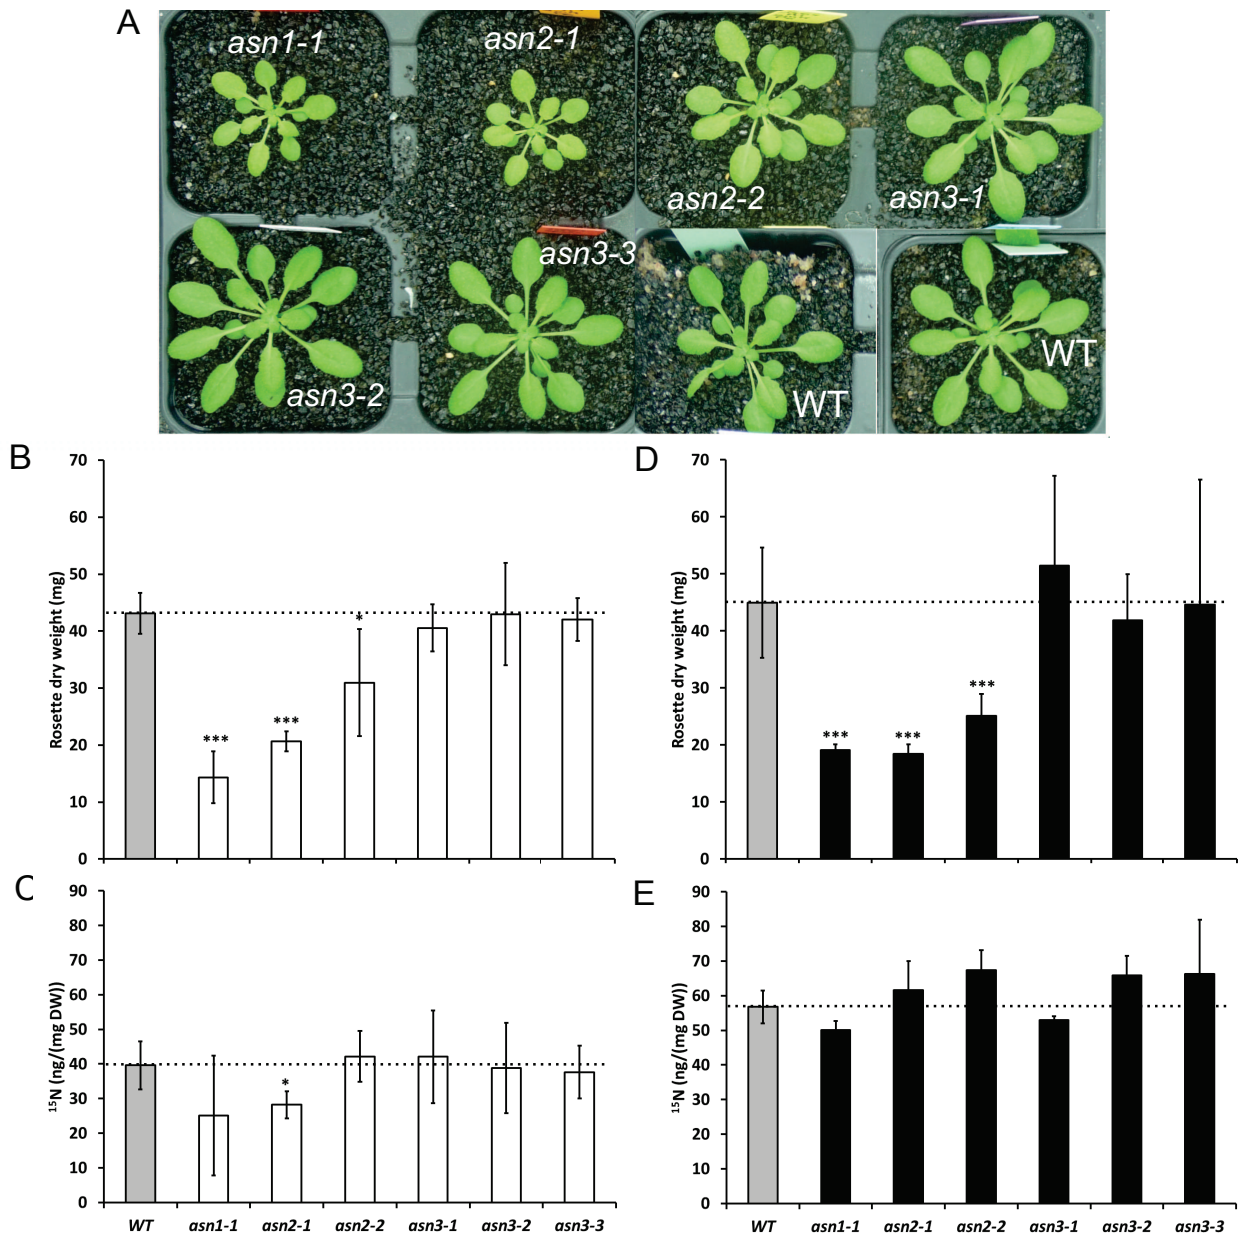 A
asn1-1
asn2-1
asn2-2
asn3-1
asn3-2
asn3-3
WT
WT
B
Rosette dry weight (mg)
70
60
50
40
30
20
10
0
***
***
*
D
Rosette dry weight (mg)
70
60
50
40
30
20
10
0
***
***
***
C
¹⁵N (ng/(mg DW))
90
80
70
60
50
40
30
20
10
0
*
WT asn1-1 asn2-1 asn2-2 asn3-1 asn3-2 asn3-3
E
¹⁵N (ng/(mg DW))
90
80
70
60
50
40
30
20
10
0
WT asn1-1 asn2-1 asn2-2 asn3-1 asn3-2 asn3-3